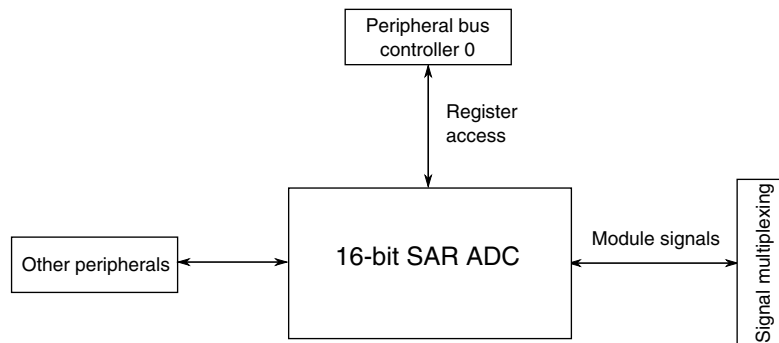 Peripheral bus
controller 0
Register
access
16-bit SAR ADC
Other peripherals
Module signals
Signal multiplexing